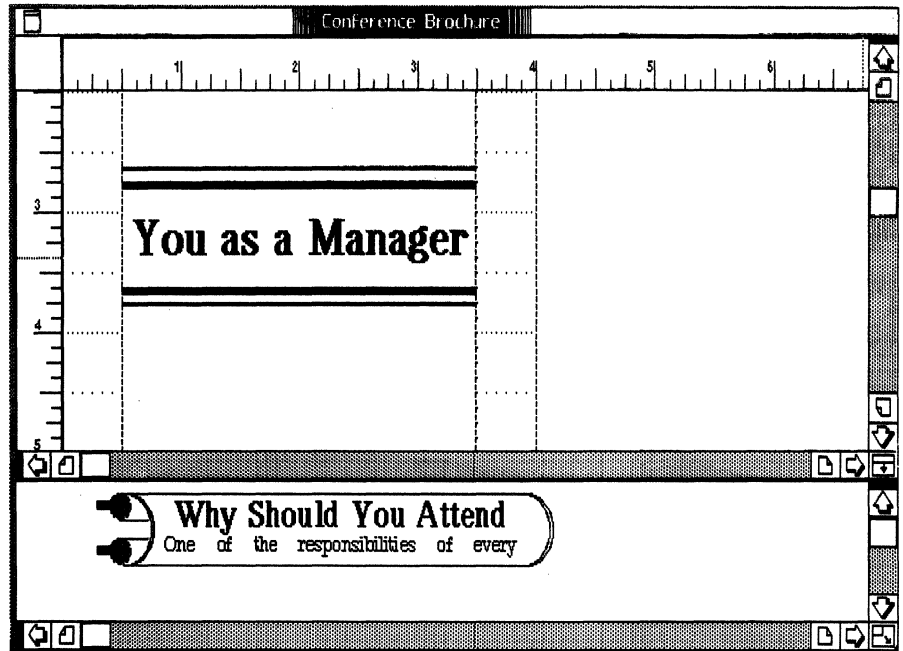 Conference Brochure
1 2 3 4 5 6
3
You as a Manager
4
5
Why Should You Attend
One of the responsibilities of every